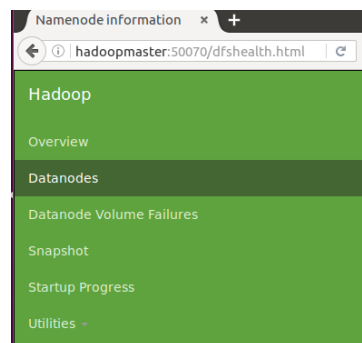 Namenode information
hadoopmaster:50070/dfshealth.html
Hadoop
Overview
Datanodes
Datanode Volume Failures
Snapshot
Startup Progress
Utilities